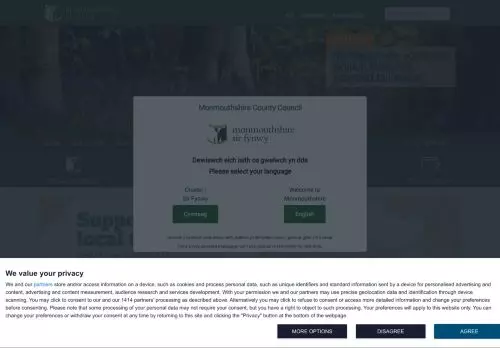 Monmouthshire County Council
monmouthshire
sir fynwy
Dewiswch eich iaith os gwelwch yn dda
Please select your language
Croeso i
Sir Fynwy
Welcome to
Monmouthshire
Cymraeg
English
We value your privacy
We and our partners store and/or access information on a device, such as cookies and process personal data, such as unique identifiers and standard information sent by a device for personalised advertising and
content, advertising and content measurement, audience research and services development. With your permission we and our partners may use precise geolocation data and identification through device
scanning. You may click to consent to our and our 1414 partners' processing as described above. Alternatively you may click to refuse to consent or access more detailed information and change your preferences
before consenting. Please note that some processing of your personal data may not require your consent, but you have a right to object to such processing. Your preferences will apply to this website only. You can
change your preferences or withdraw your consent at any time by returning to this site and clicking the "Privacy" button at the bottom of the webpage.
MORE OPTIONS
DISAGREE
AGREE